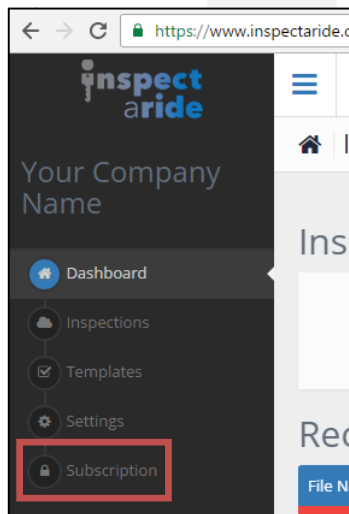 https://www.inspectaride.
inspect
aride
Your Company
Name
Dashboard
Inspections
Templates
Settings
Subscription
Ins
Rec
File N